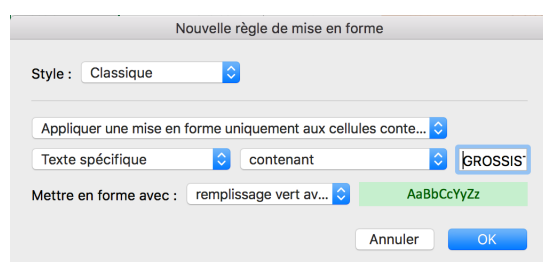 Nouvelle règle de mise en forme
Style : Classique
Appliquer une mise en forme uniquement aux cellules conte...
Texte spécifique contenant GROSSIST
Mettre en forme avec : remplissage vert av... AaBbCcYyZz
Annuler OK